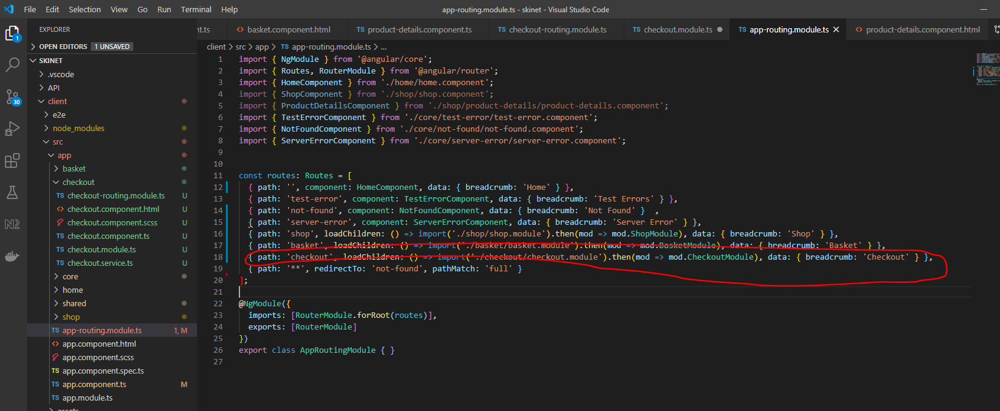 File Edit Selection View Go Run Terminal Help
app-routing.module.ts - skinet - Visual Studio Code
EXPLORER
OPEN EDITORS 1 UNSAVED
SKINET
.vscode
API
client
e2e
node_modules
src
app
basket
checkout
TS checkout-routing.module.ts U
<> checkout.component.html U
checkout.component.scss U
TS checkout.component.ts U
TS checkout.module.ts U
TS checkout.service.ts U
core
home
shared
shop
TS app-routing.module.ts 1, M
<> app.component.html
app.component.scss
TS app.component.spec.ts
TS app.component.ts M
TS app.module.ts
assets
1
30
nt.ts <> basket.component.html TS product-details.component.ts TS checkout-routing.module.ts TS checkout.module.ts TS app-routing.module.ts <> product-details.component.html
client > src > app > TS app-routing.module.ts > ...
1 import { NgModule } from '@angular/core';
2 import { Routes, RouterModule } from '@angular/router';
3 import { HomeComponent } from './home/home.component';
4 import { ShopComponent } from './shop/shop.component';
5 import { ProductDetailsComponent } from './shop/product-details/product-details.component';
6 import { TestErrorComponent } from './core/test-error/test-error.component';
7 import { NotFoundComponent } from './core/not-found/not-found.component';
8 import { ServerErrorComponent } from './core/server-error/server-error.component';
9
10
11 const routes: Routes = [
12 { path: '', component: HomeComponent, data: { breadcrumb: 'Home' } },
13 { path: 'test-error', component: TestErrorComponent, data: { breadcrumb: 'Test Errors' } },
14 { path: 'not-found', component: NotFoundComponent, data: { breadcrumb: 'Not Found' } ,
15 { path: 'server-error', component: ServerErrorComponent, data: { breadcrumb: 'Server Error' } },
16 { path: 'shop', loadChildren: () => import('./shop/shop.module').then(mod => mod.ShopModule), data: { breadcrumb: 'Shop' } },
17 { path: 'basket', loadChildren: () => import('./basket/basket.module').then(mod => mod.BasketModule), data: { breadcrumb: 'Basket' } },
18 { path: 'checkout', loadChildren: () => import('./checkout/checkout.module').then(mod => mod.CheckoutModule), data: { breadcrumb: 'Checkout' } },
19 { path: '**', redirectTo: 'not-found', pathMatch: 'full' }
20 ];
21
22 @NgModule({
23 imports: [RouterModule.forRoot(routes)],
24 exports: [RouterModule]
25 })
26 export class AppRoutingModule { }
27